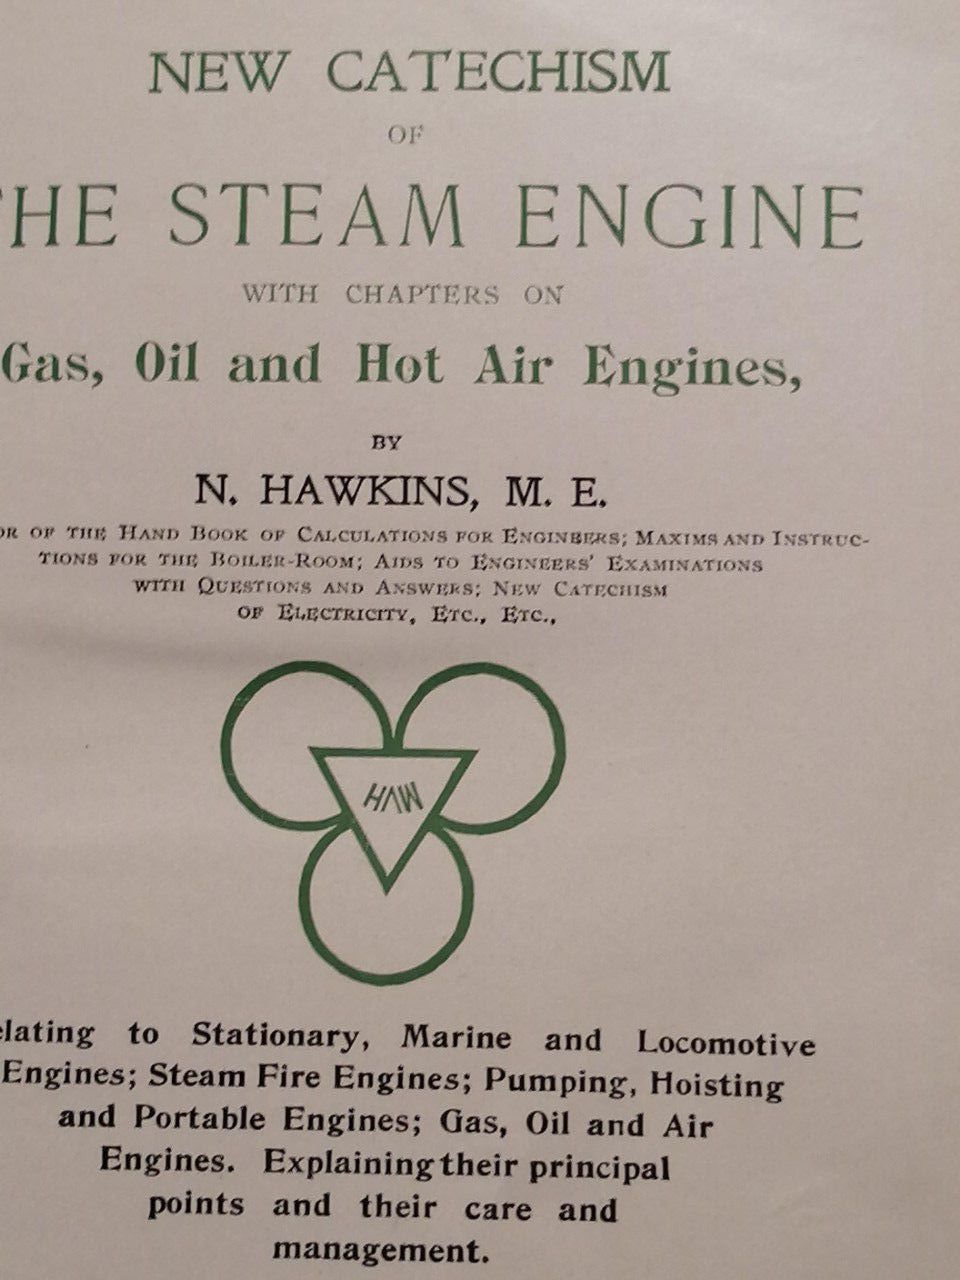 NEW CATECHISM
OF
THE STEAM ENGINE
WITH CHAPTERS ON
Gas, Oil and Hot Air Engines,
BY
N. HAWKINS, M. E.
OR OF THE HAND BOOK OF CALCULATIONS FOR ENGINEERS; MAXIMS AND INSTRUC-
TIONS FOR THE BOILER-ROOM; AIDS TO ENGINEERS' EXAMINATIONS
WITH QUESTIONS AND ANSWERS; NEW CATECHISM
OF ELECTRICITY, ETC., ETC.,
HAW
elating to Stationary, Marine and Locomotive
Engines; Steam Fire Engines; Pumping, Hoisting
and Portable Engines; Gas, Oil and Air
Engines. Explaining their principal
points and their care and
management.